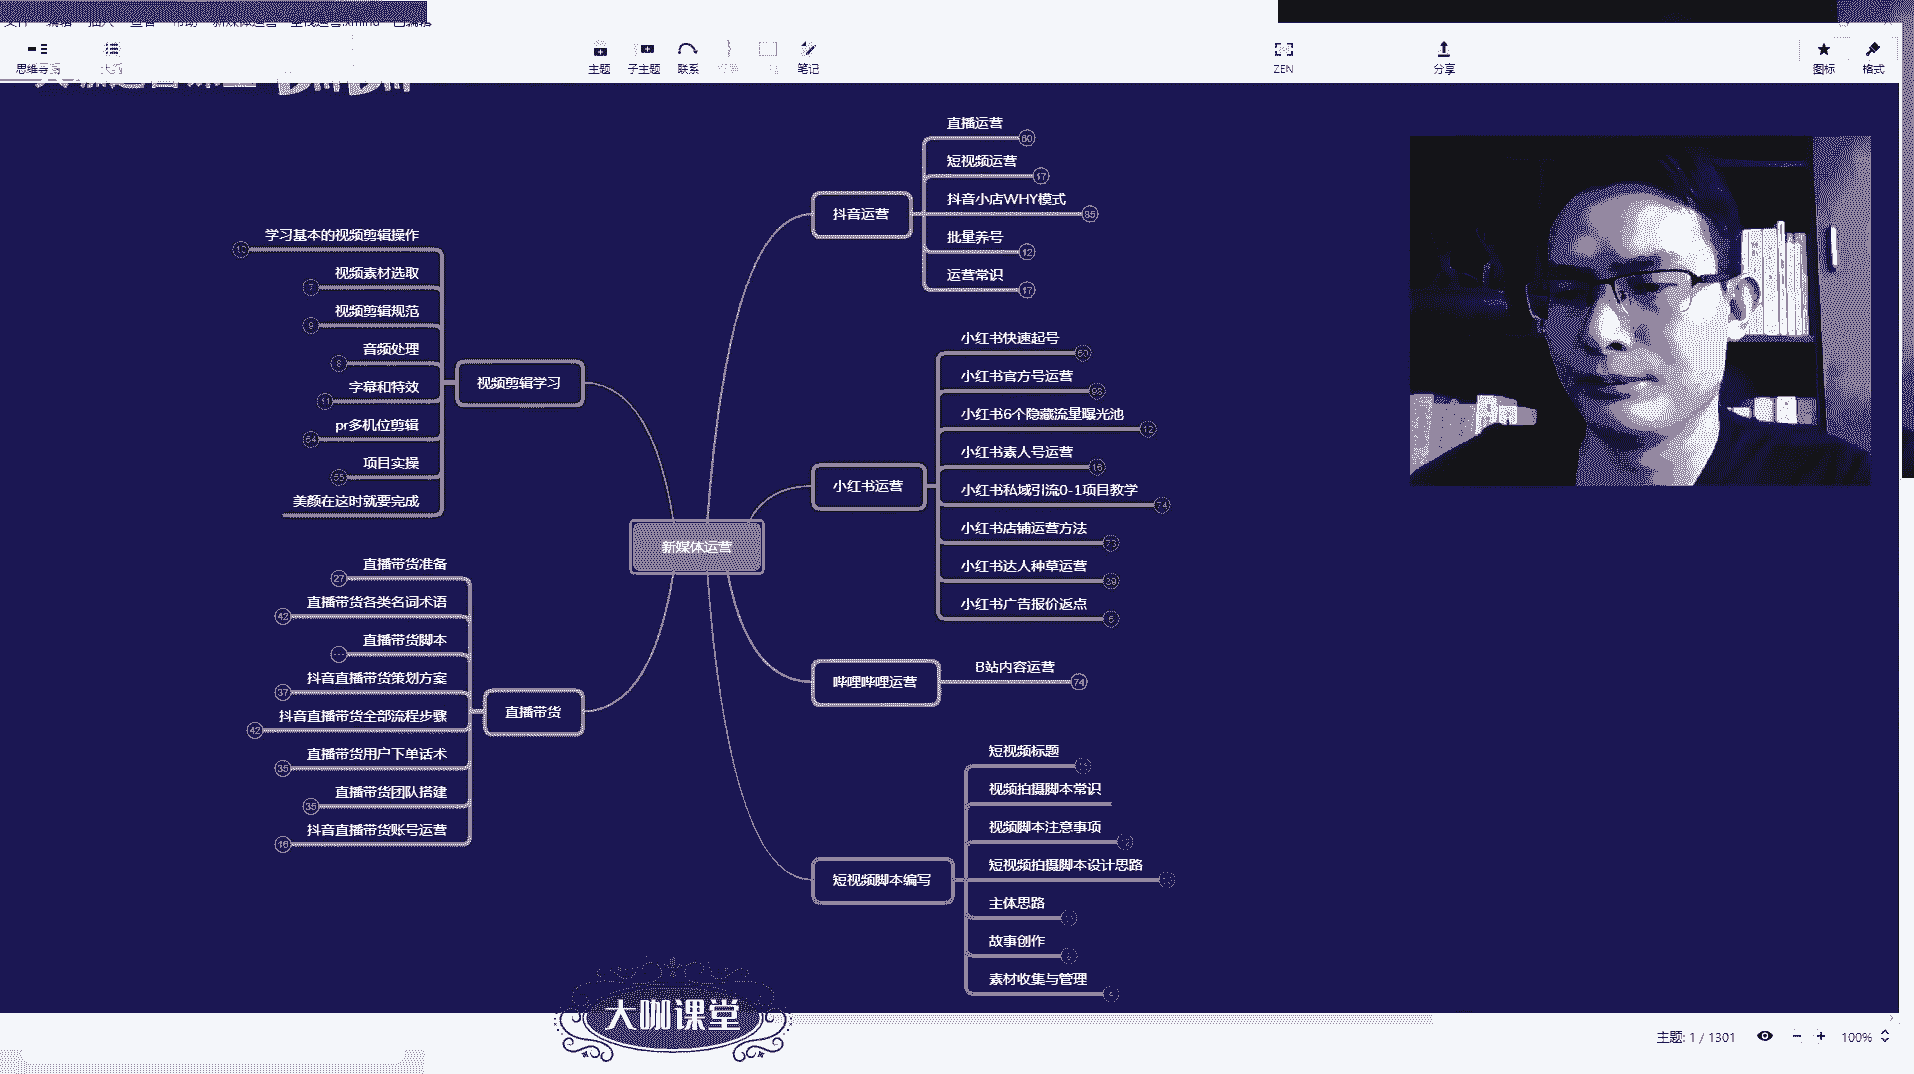 思维导图
主题
子主题
联系
笔记
ZEN
分享
图标
格式
直播运营
60
短视频运营
17
抖音小店WHY模式
抖音运营
批量养号
12
运营常识
17
学习基本的视频剪辑操作
视频素材选取
7
视频剪辑规范
9
音频处理
8
字幕和特效
11
pr多机位剪辑
54
项目实操
55
美颜在这时就要完成
视频剪辑学习
小红书快速起号
小红书官方号运营
小红书6个隐藏流量曝光池
12
小红书素人号运营
16
小红书私域引流0-1项目教学
74
小红书店铺运营方法
小红书达人种草运营
小红书广告报价返点
小红书运营
新媒体运营
直播带货准备
27
直播带货各类名词术语
42
直播带货脚本
抖音直播带货策划方案
37
抖音直播带货全部流程步骤
42
直播带货用户下单话术
35
直播带货团队搭建
35
抖音直播带货账号运营
16
直播带货
哔哩哔哩运营
B站内容运营
74
短视频标题
视频拍摄脚本常识
视频脚本注意事项
短视频拍摄脚本设计思路
主体思路
故事创作
素材收集与管理
短视频脚本编写
大咖课堂
主题: 1 / 1301
100%